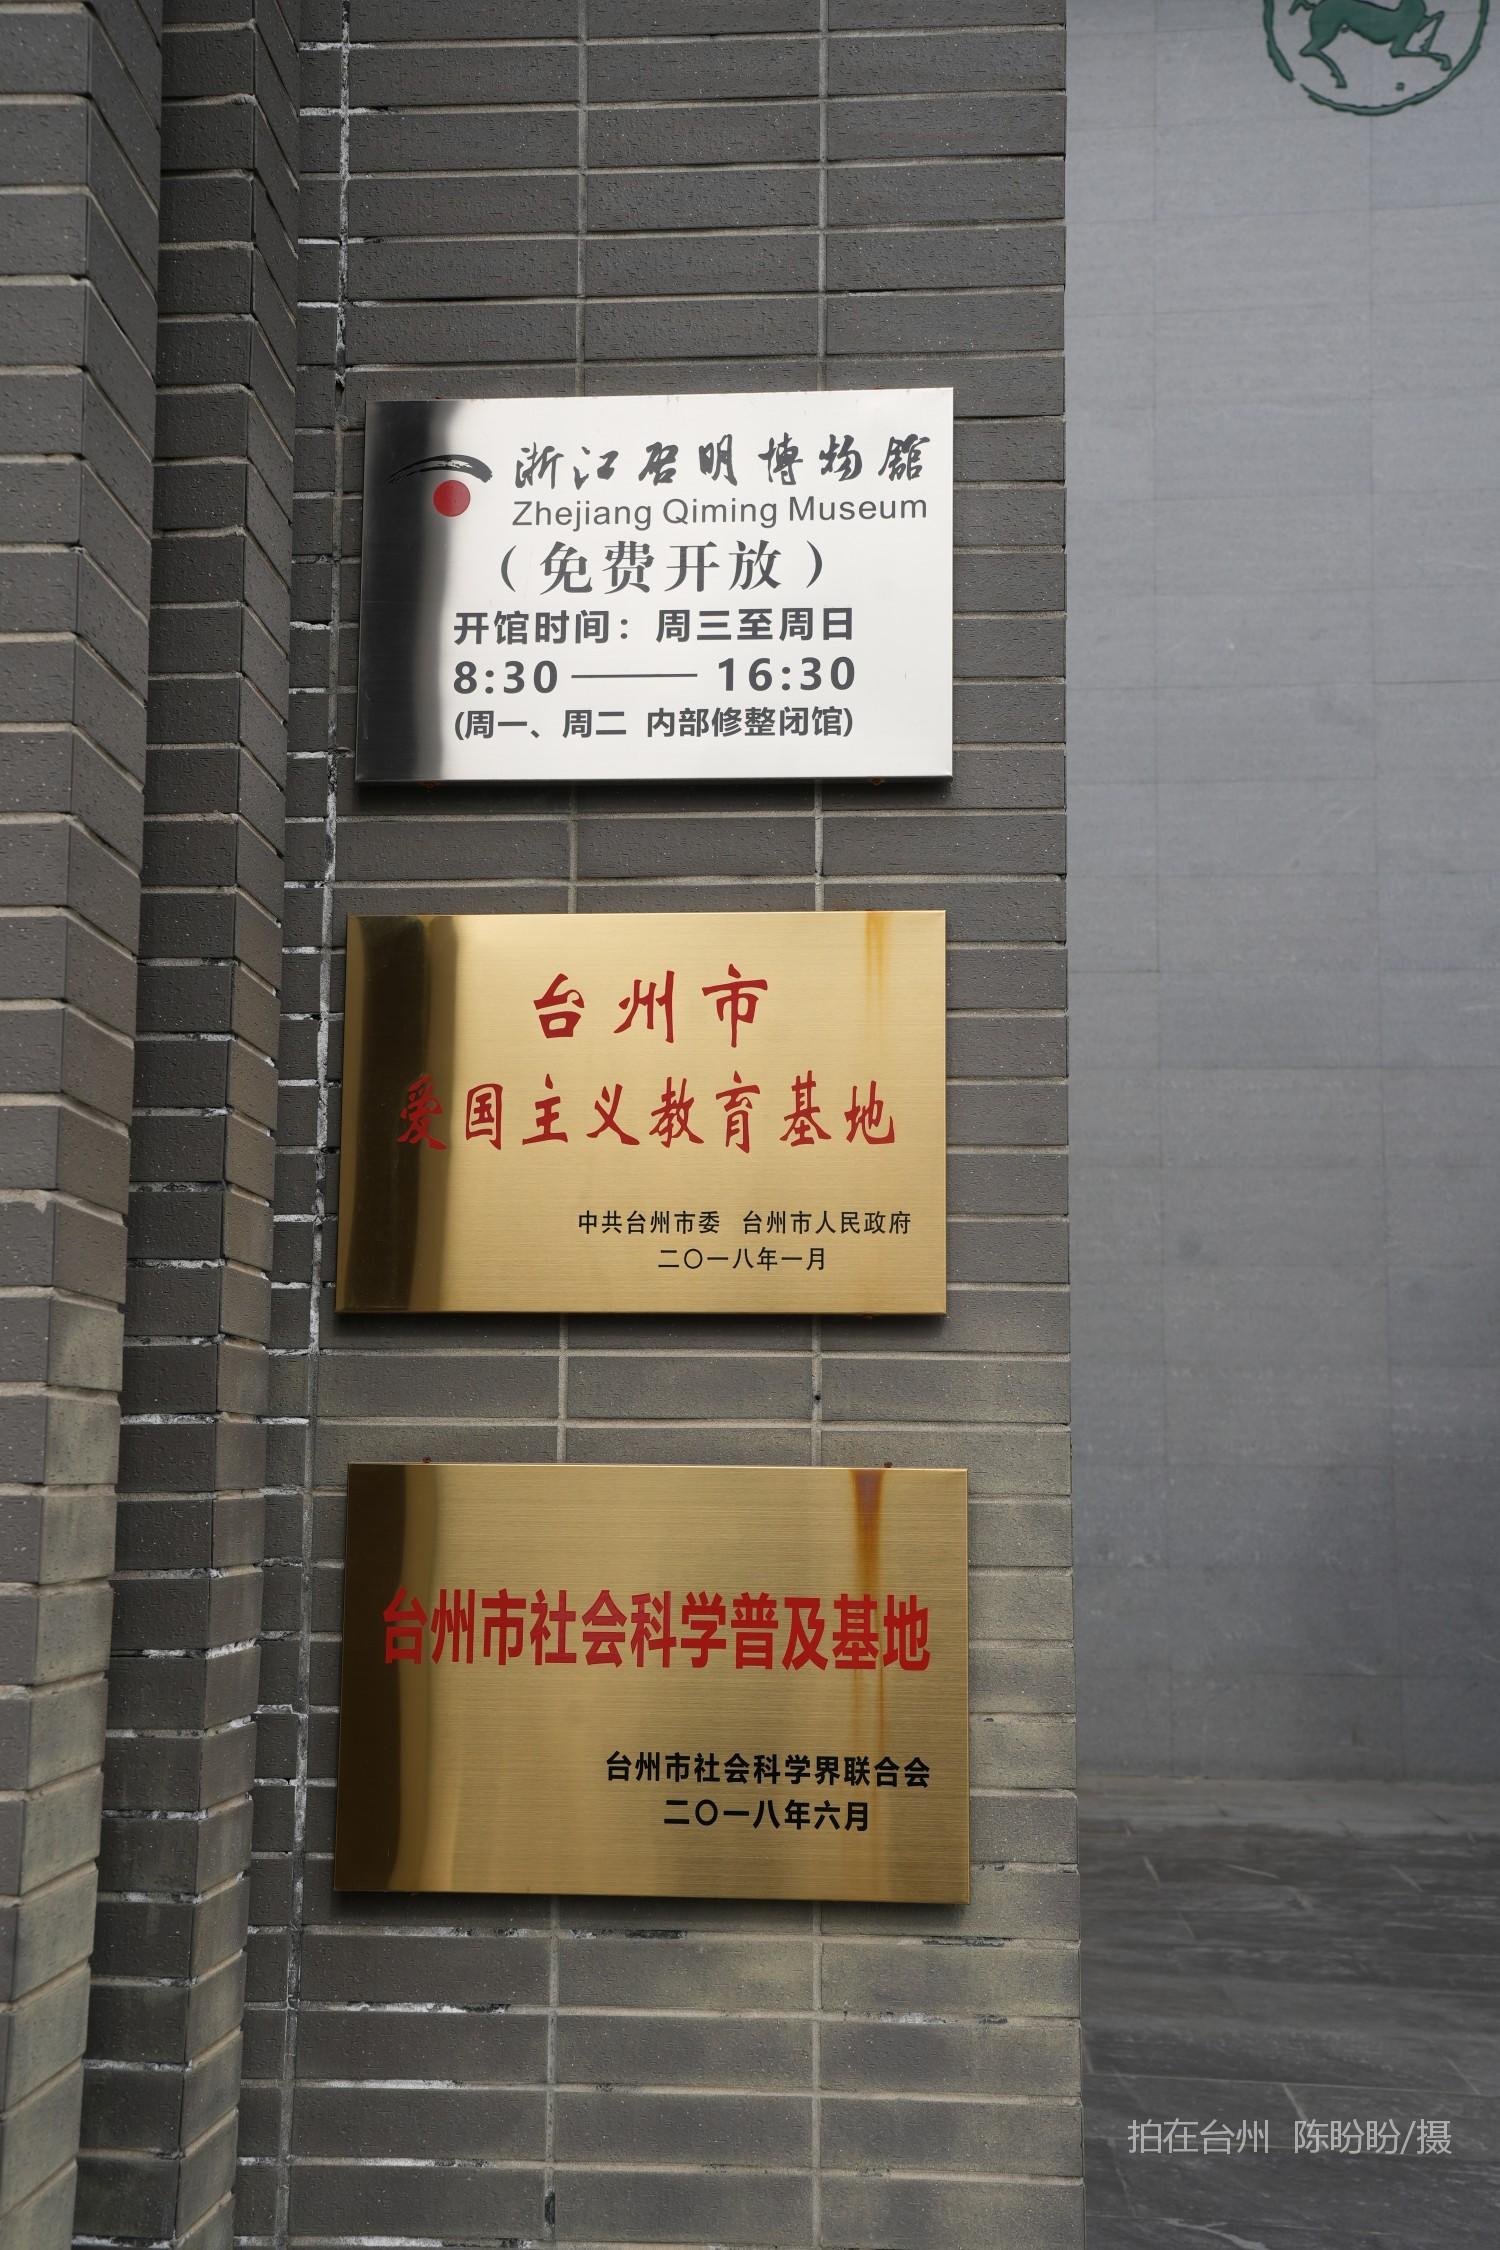 浙江启明博物馆
Zhejiang Qiming Museum
（免费开放）
开馆时间：周三至周日
8:30 —— 16:30
(周一、周二 内部修整闭馆)
台州市
爱国主义教育基地
中共台州市委 台州市人民政府
二〇一八年一月
台州市社会科学普及基地
台州市社会科学界联合会
二〇一八年六月
拍在台州 陈盼盼/摄